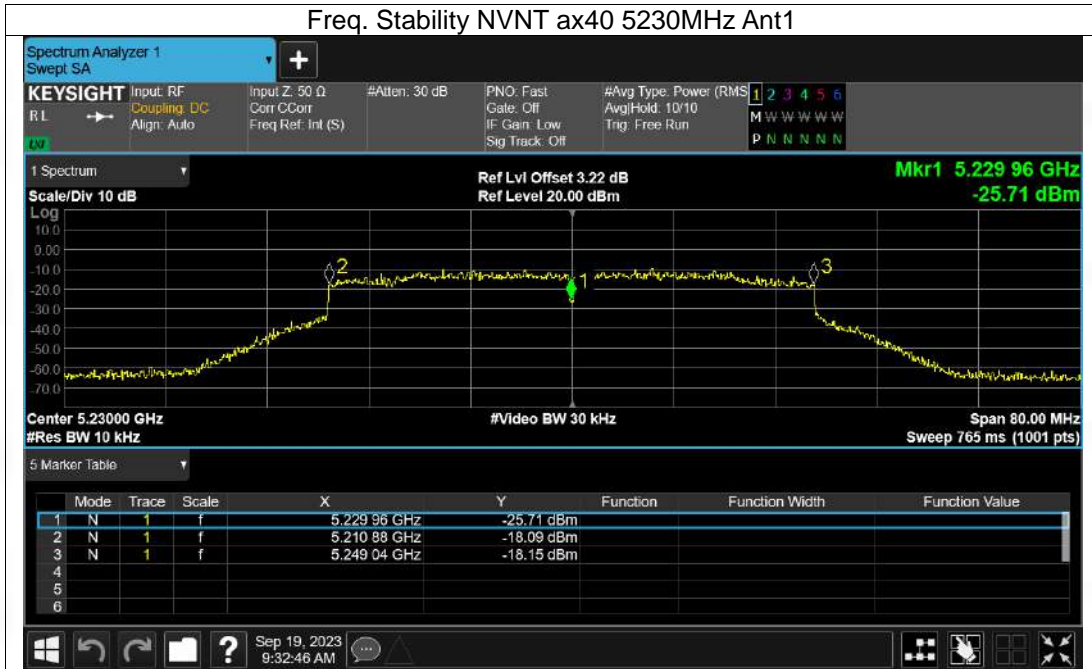 Freq. Stability NVNT ax40 5230MHz Ant1
Spectrum Analyzer 1
Swept SA
+
KEYSIGHT Input: RF Input Z: 50 Ω #Atten: 30 dB PNO: Fast #Avg Type: Power (RMS 1 2 3 4 5 6
R L Coupling: DC Corr CCorr Gate: Off Avg|Hold: 10/10 M W W W W W
Align: Auto Freq Ref: Int (S) IF Gain: Low Trig: Free Run
Sig Track: Off P N N N N N
LXI
1 Spectrum Ref Lvl Offset 3.22 dB Mkr1 5.229 96 GHz
Scale/Div 10 dB Ref Level 20.00 dBm -25.71 dBm
Log
10.0
0.00
-10.0
-20.0
-30.0
-40.0
-50.0
-60.0
-70.0
2 1 3
Center 5.23000 GHz #Video BW 30 kHz Span 80.00 MHz
#Res BW 10 kHz Sweep 765 ms (1001 pts)
5 Marker Table
Mode Trace Scale X Y Function Function Width Function Value
1 N 1 f 5.229 96 GHz -25.71 dBm
2 N 1 f 5.210 88 GHz -18.09 dBm
3 N 1 f 5.249 04 GHz -18.15 dBm
4
5
6
? Sep 19, 2023
9:32:46 AM